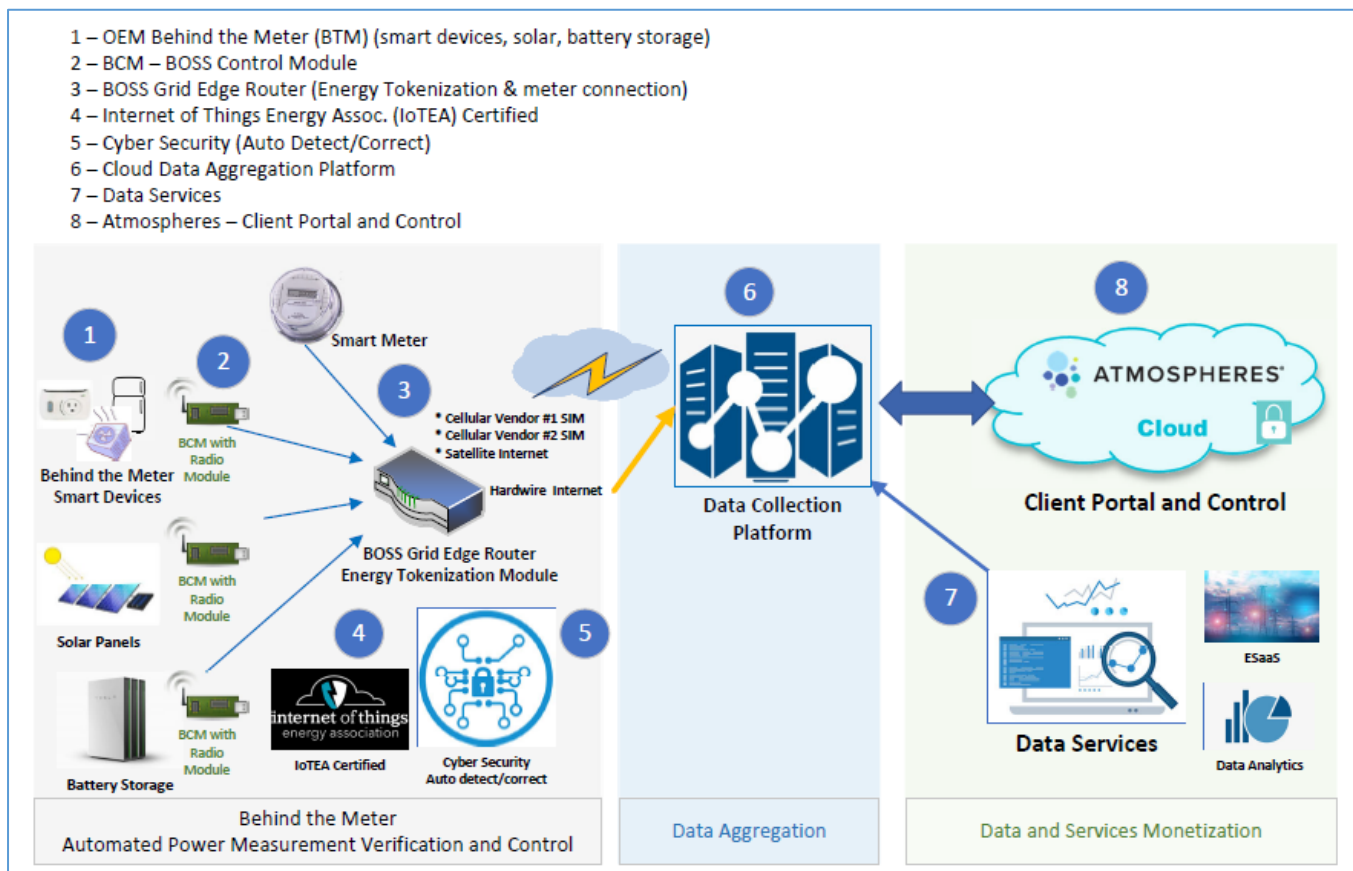 1 – OEM Behind the Meter (BTM) (smart devices, solar, battery storage)
2 – BCM – BOSS Control Module
3 – BOSS Grid Edge Router (Energy Tokenization & meter connection)
4 – Internet of Things Energy Assoc. (IoTEA) Certified
5 – Cyber Security (Auto Detect/Correct)
6 – Cloud Data Aggregation Platform
7 – Data Services
8 – Atmospheres – Client Portal and Control
1
2
Smart Meter
3
* Cellular Vendor #1 SIM
* Cellular Vendor #2 SIM
* Satellite Internet
Hardwire Internet
BCM with
Radio
Module
Behind the Meter
Smart Devices
BOSS Grid Edge Router
Energy Tokenization Module
BCM with
Radio
Module
Solar Panels
4
5
internet of things
energy association
IoTEA Certified
Cyber Security
Auto detect/correct
BCM with
Radio
Module
Battery Storage
Behind the Meter
Automated Power Measurement Verification and Control
6
Data Collection
Platform
Data Aggregation
8
ATMOSPHERES®
Cloud
Client Portal and Control
7
Data Services
ESaaS
Data Analytics
Data and Services Monetization